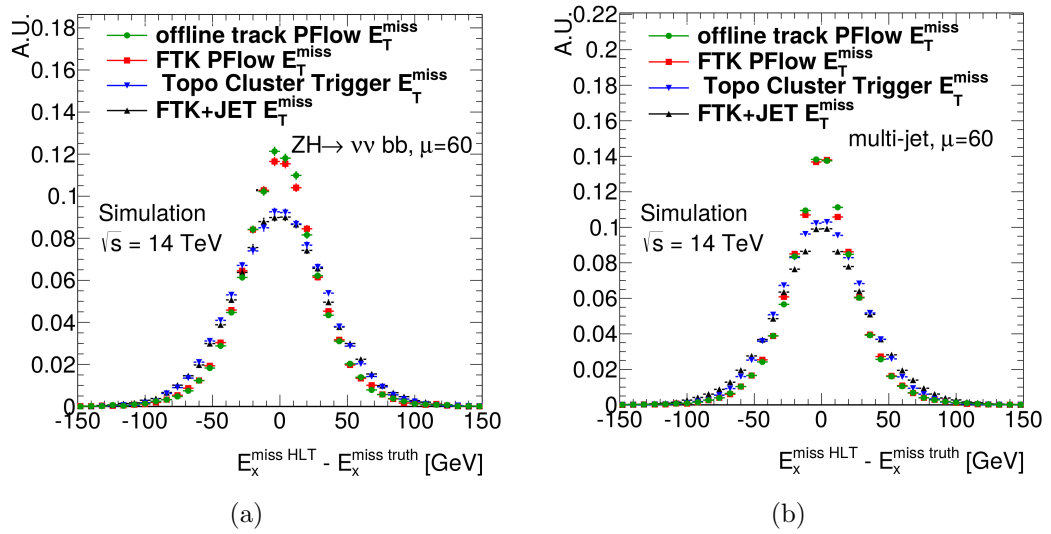 A.U.
0.18
0.16
0.14
0.12
0.1
0.08
0.06
0.04
0.02
0
offline track PFlow E_T^miss
FTK PFlow E_T^miss
Topo Cluster Trigger E_T^miss
FTK+JET E_T^miss
ZH→ νν bb, μ=60
Simulation
√s = 14 TeV
-150 -100 -50 0 50 100 150
E_x^miss HLT - E_x^miss truth [GeV]
(a)
A.U.
0.22
0.2
0.18
0.16
0.14
0.12
0.1
0.08
0.06
0.04
0.02
0
offline track PFlow E_T^miss
FTK PFlow E_T^miss
Topo Cluster Trigger E_T^miss
FTK+JET E_T^miss
multi-jet, μ=60
Simulation
√s = 14 TeV
-150 -100 -50 0 50 100 150
E_x^miss HLT - E_x^miss truth [GeV]
(b)